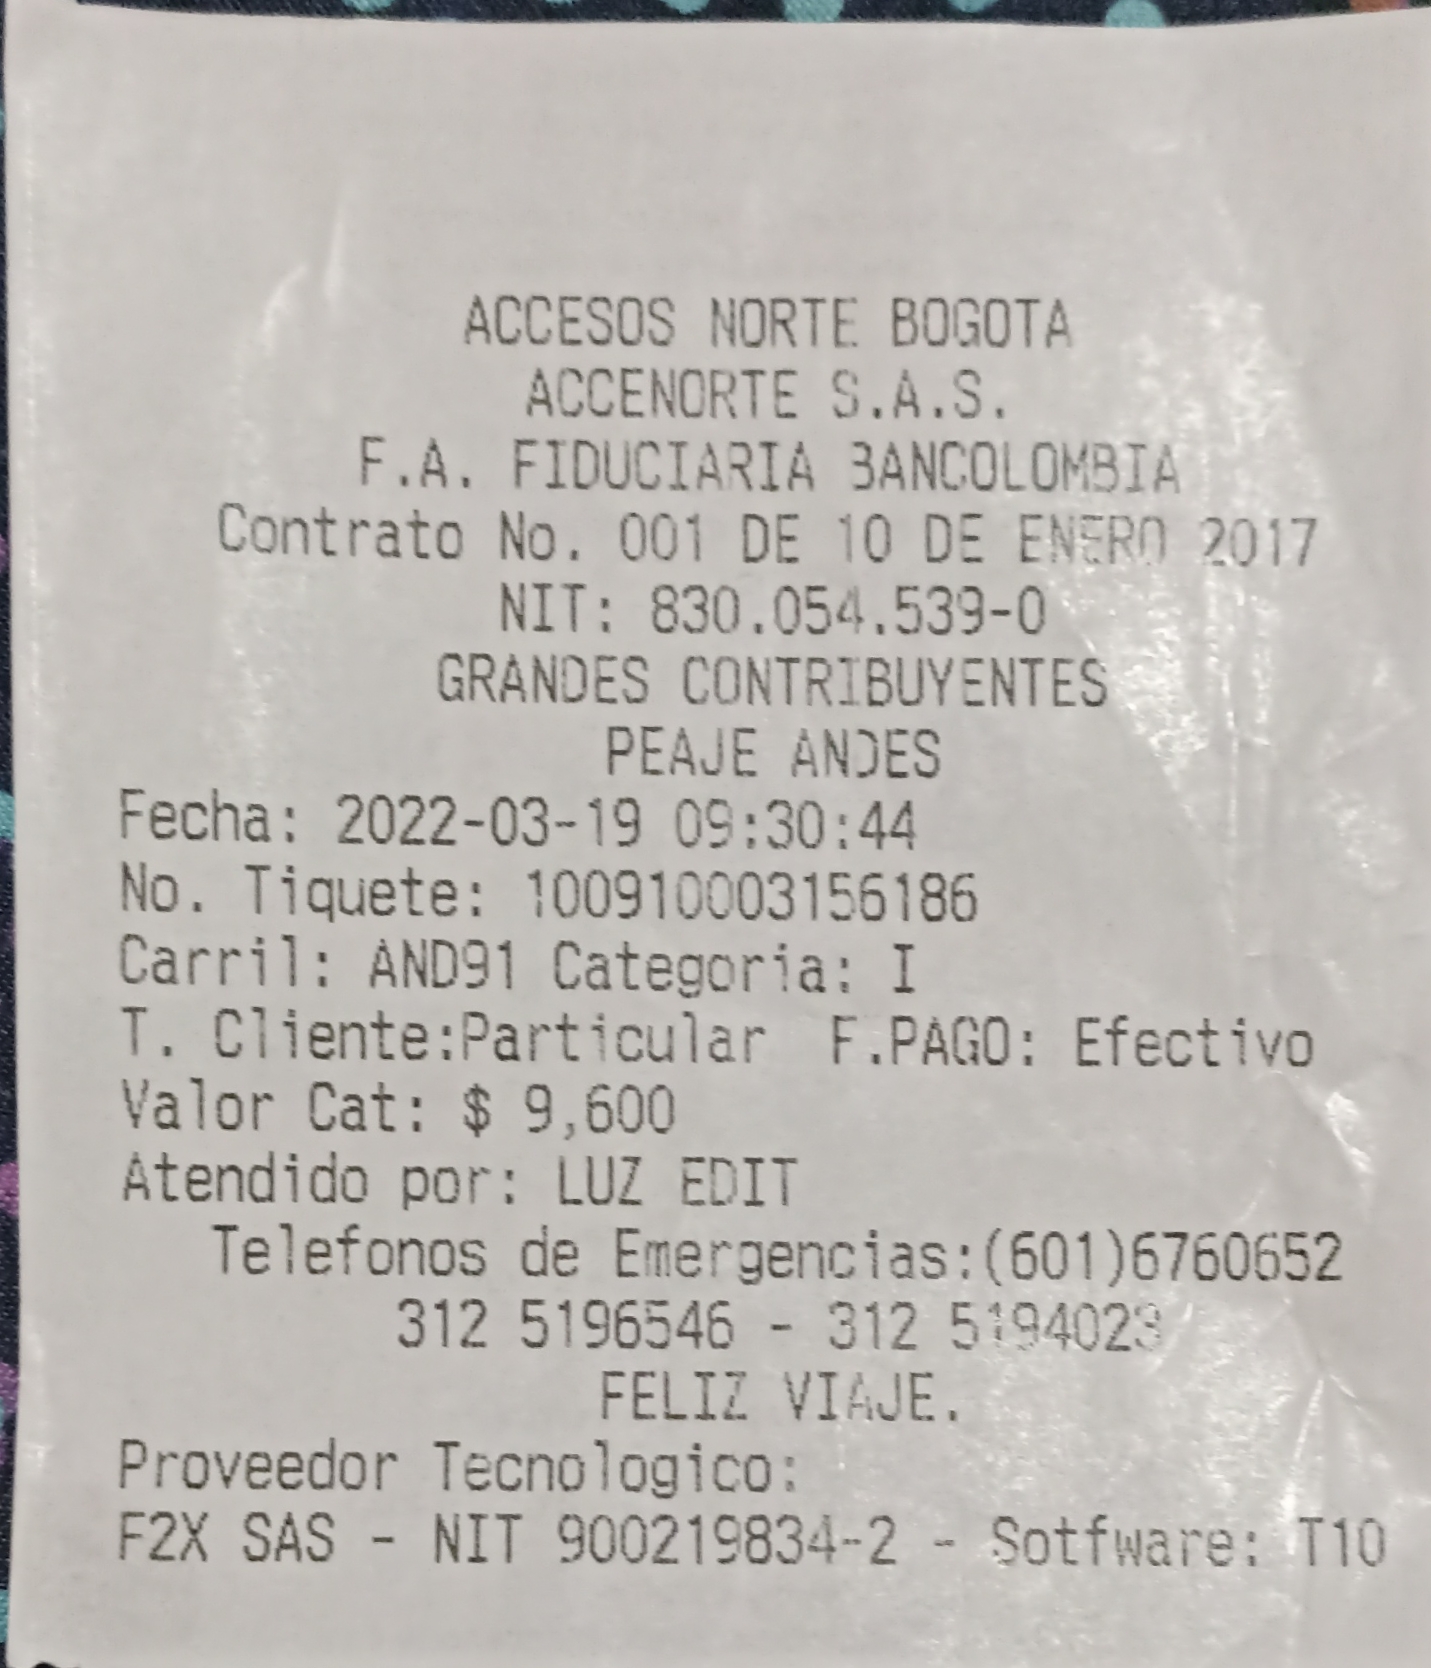 ACCESOS NORTE BOGOTA
ACCENORTE S.A.S.
F.A. FIDUCIARIA BANCOLOMBIA
Contrato No. 001 DE 10 DE ENERO 2017
NIT: 830.054.539-0
GRANDES CONTRIBUYENTES
PEAJE ANDES
Fecha: 2022-03-19 09:30:44
No. Tiquete: 1009100003156186
Carril: AND91 Categoria: I
T. Cliente:Particular F.PAGO: Efectivo
Valor Cat: $ 9,600
Atendido por: LUZ EDIT
Telefonos de Emergencias:(601)6760652
312 5196546 - 312 5194023
FELIZ VIAJE.
Proveedor Tecnologico:
F2X SAS - NIT 900219834-2 - Sotfware: T10